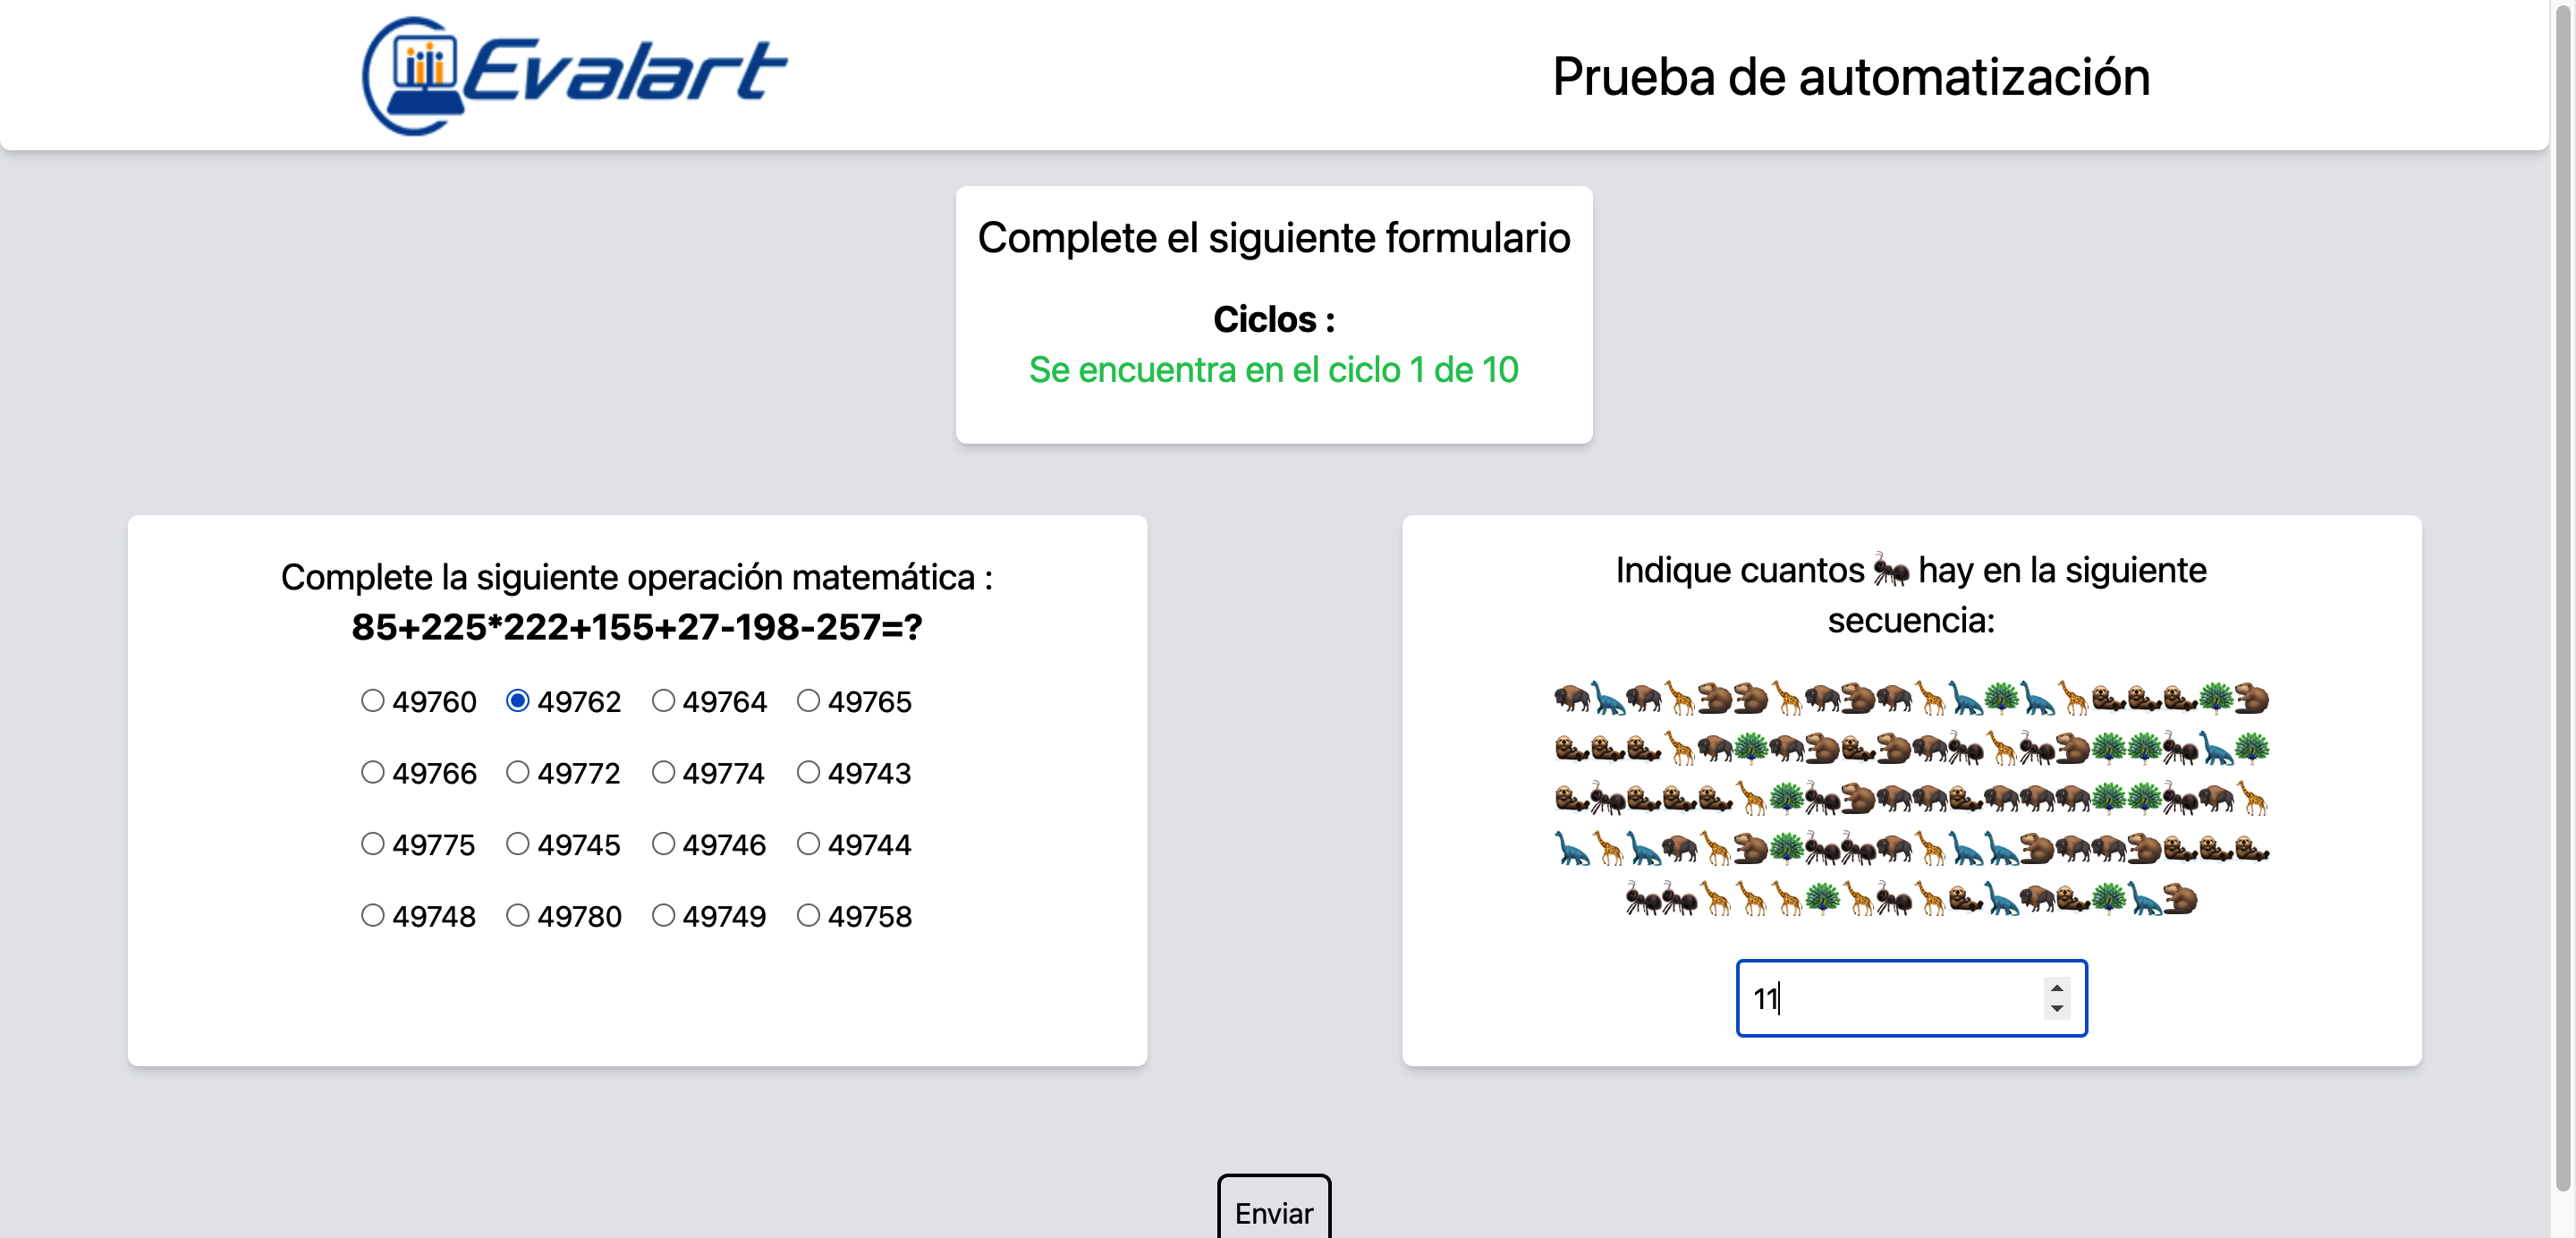 Evalart
Prueba de automatización
Complete el siguiente formulario
Ciclos :
Se encuentra en el ciclo 1 de 10
Complete la siguiente operación matemática :
85+225*222+155+27-198-257=?
49760 49762 49764 49765
49766 49772 49774 49743
49775 49745 49746 49744
49748 49780 49749 49758
Indique cuantos 🐜 hay en la siguiente
secuencia:
11
Enviar